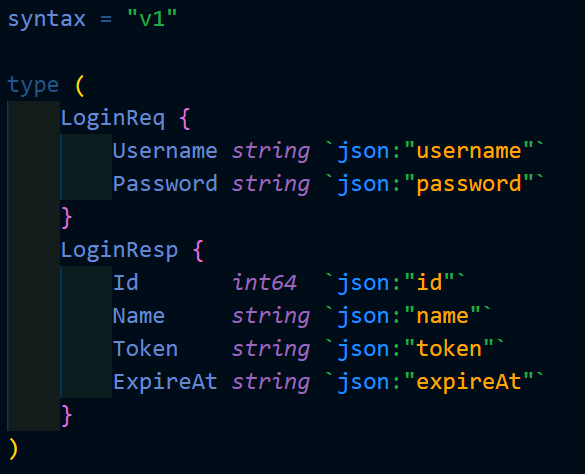 syntax = "v1"

type (
    LoginReq {
        Username string `json:"username"`
        Password string `json:"password"`
    }
    LoginResp {
        Id       int64  `json:"id"`
        Name     string `json:"name"`
        Token    string `json:"token"`
        ExpireAt string `json:"expireAt"`
    }
)